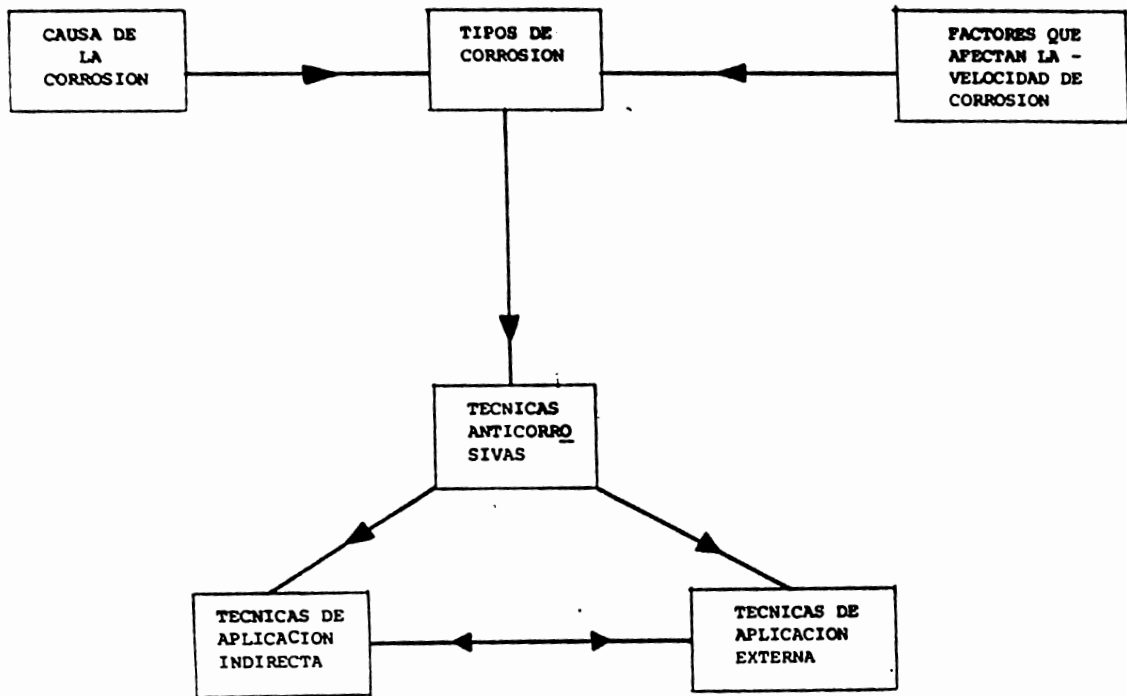 CAUSA DE
LA
CORROSION
TIPOS DE
CORROSION
FACTORES QUE
AFECTAN LA -
VELOCIDAD DE
CORROSION
TECNICAS
ANTICORRO
SIVAS
TECNICAS DE
APLICACION
INDIRECTA
TECNICAS DE
APLICACION
EXTERNA